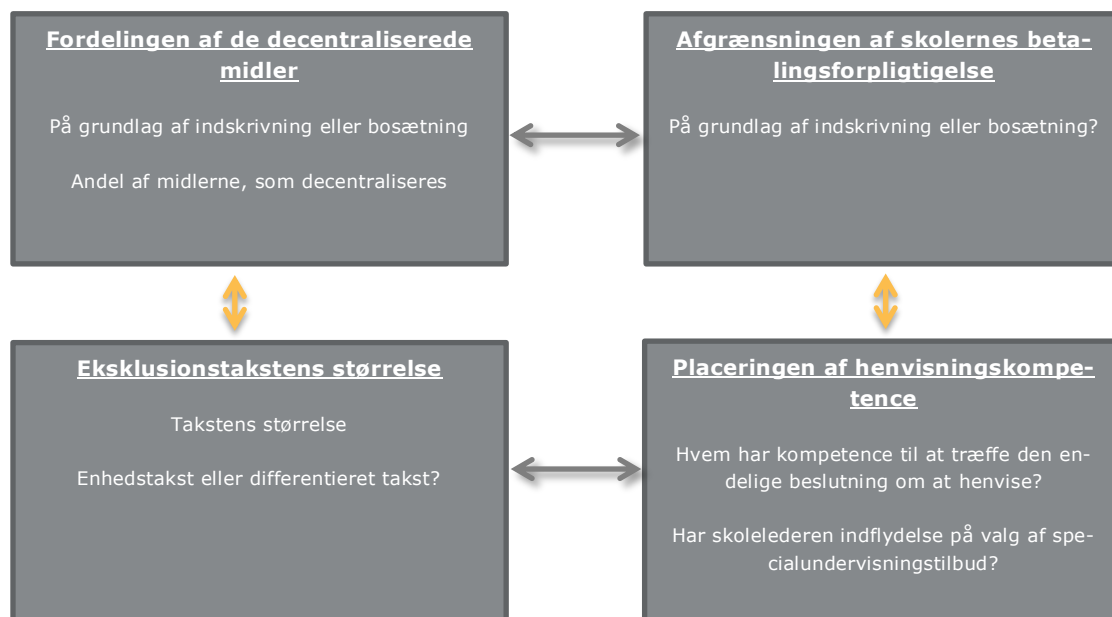 Fordelingen af de decentraliserede
midler
På grundlag af indskrivning eller bosætning
Andel af midlerne, som decentraliseres
Afgrænsningen af skolernes beta-
lingsforpligtigelse
På grundlag af indskrivning eller bosætning?
Eksklusionstakstens størrelse
Takstens størrelse
Enhedstakst eller differentieret takst?
Placeringen af henvisningskompe-
tence
Hvem har kompetence til at træffe den en-
delige beslutning om at henvise?
Har skolelederen indflydelse på valg af spe-
cialundervisningstilbud?